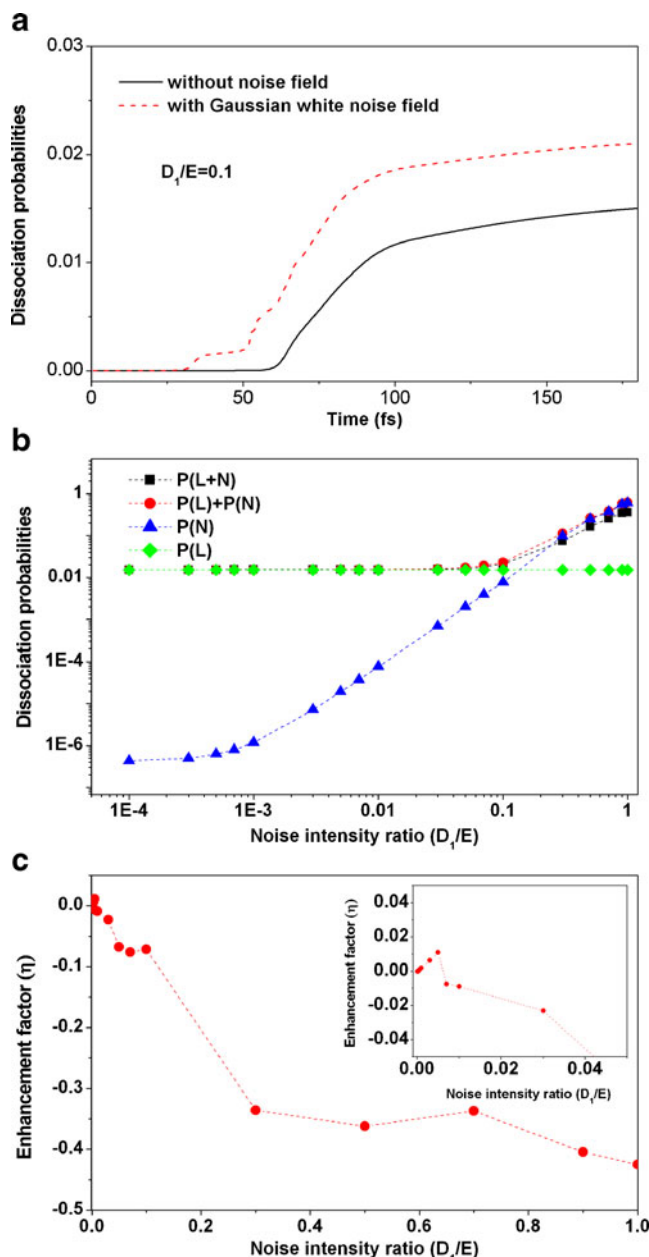 a
0.03
0.02
0.01
0.00
Dissociation probabilities
without noise field
with Gaussian white noise field
D₁/E=0.1
0
50
100
150
Time (fs)
b
1
0.01
1E-4
1E-6
Dissociation probabilities
P(L+N)
P(L)+P(N)
P(N)
P(L)
1E-4
1E-3
0.01
0.1
1
Noise intensity ratio (D₁/E)
c
0.0
-0.1
-0.2
-0.3
-0.4
-0.5
Enhancement factor (η)
0.04
0.02
0.00
-0.02
-0.04
Enhancement factor (η)
0.00
0.02
0.04
Noise intensity ratio (D₁/E)
0.0
0.2
0.4
0.6
0.8
1.0
Noise intensity ratio (D₁/E)